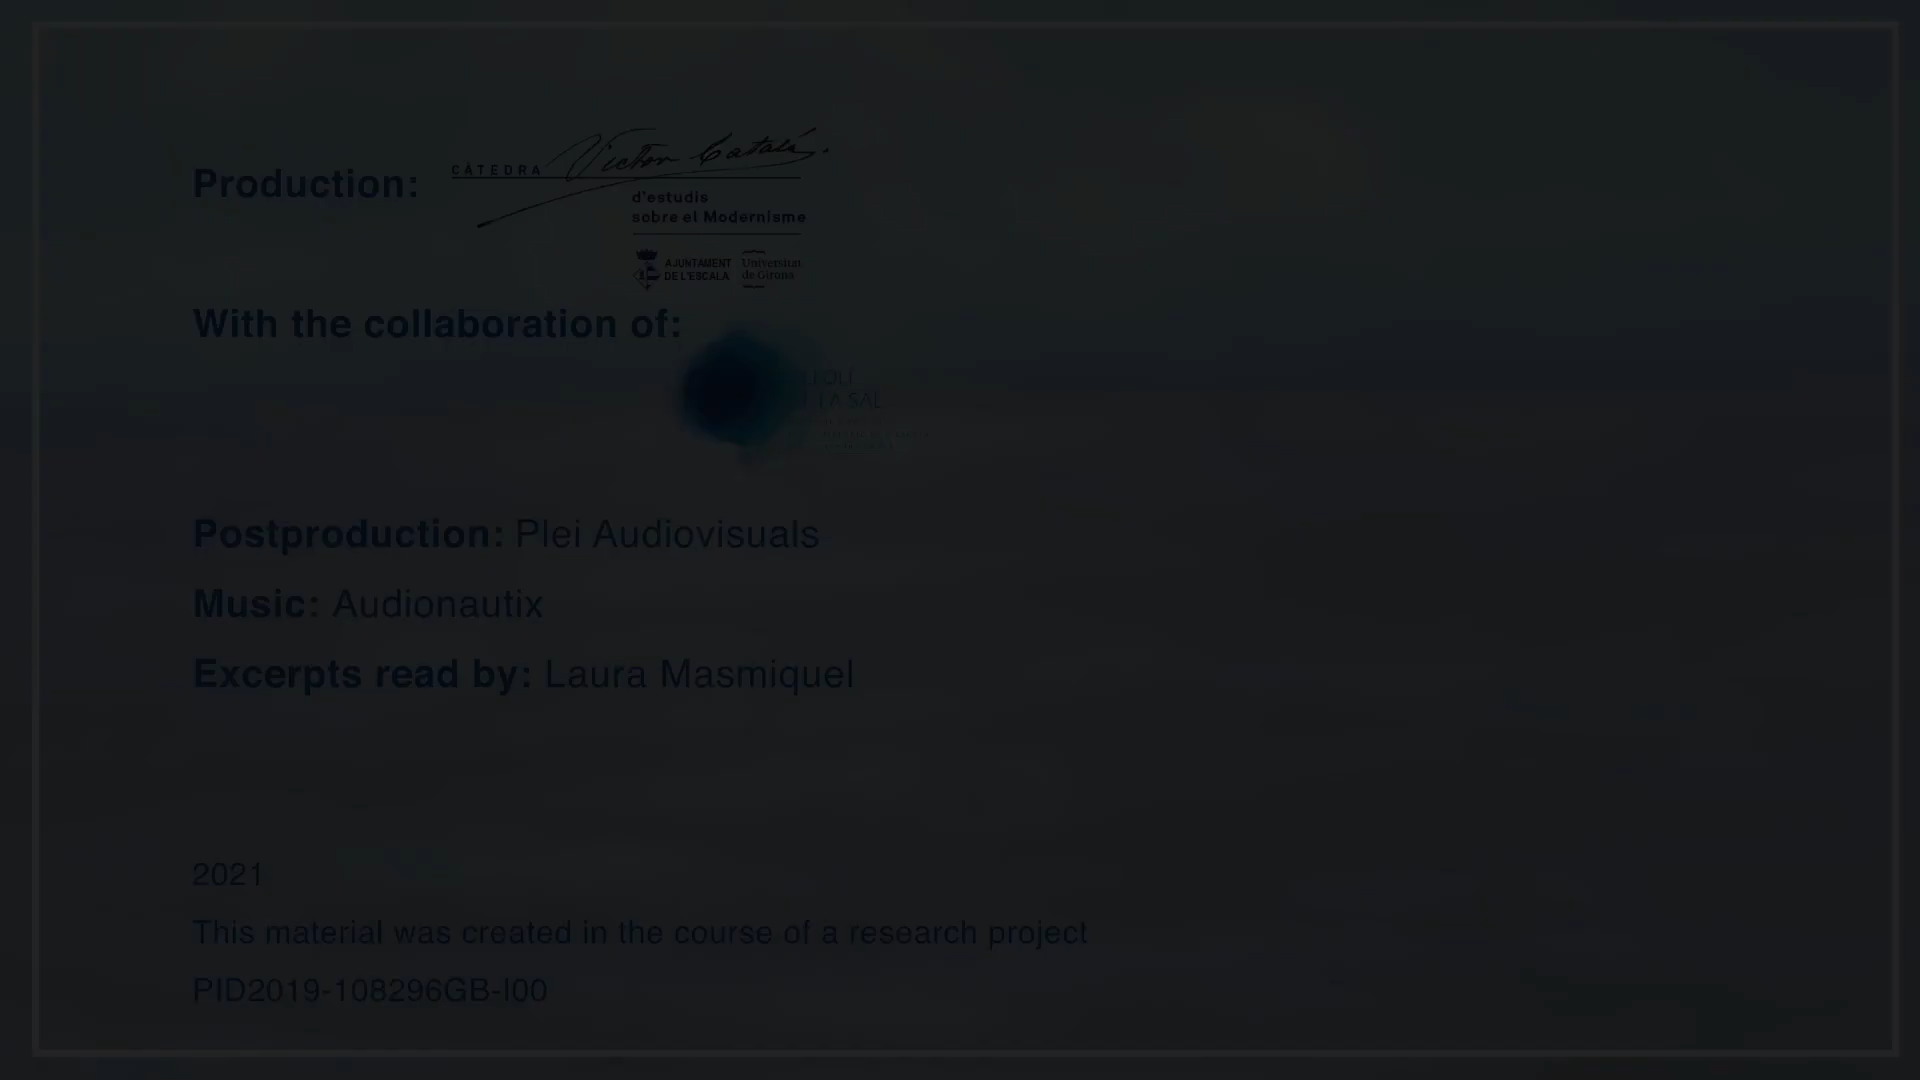 Production:
CÀTEDRA Víctor Català.
d'estudis
sobre el Modernisme
AJUNTAMENT
DE L'ESCALA
Universitat
de Girona
With the collaboration of:
LA SAL
Postproduction: Plei Audiovisuals
Music: Audionautix
Excerpts read by: Laura Masmiquel
2021
This material was created in the course of a research project
PID2019-108296GB-I00